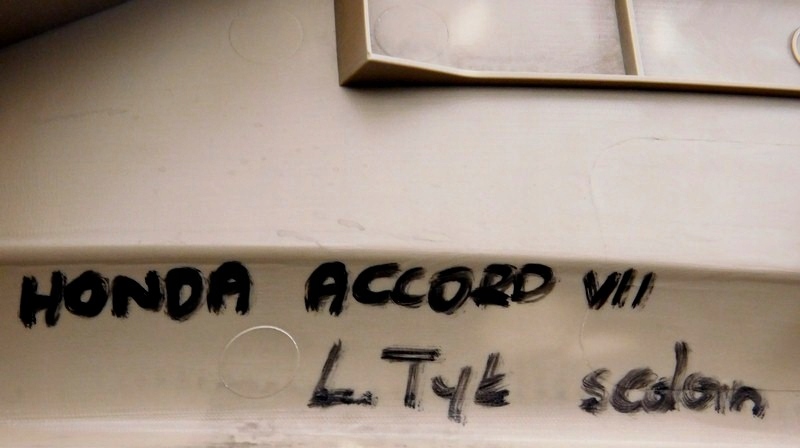 HONDA ACCORD VII
L. Tył sedan